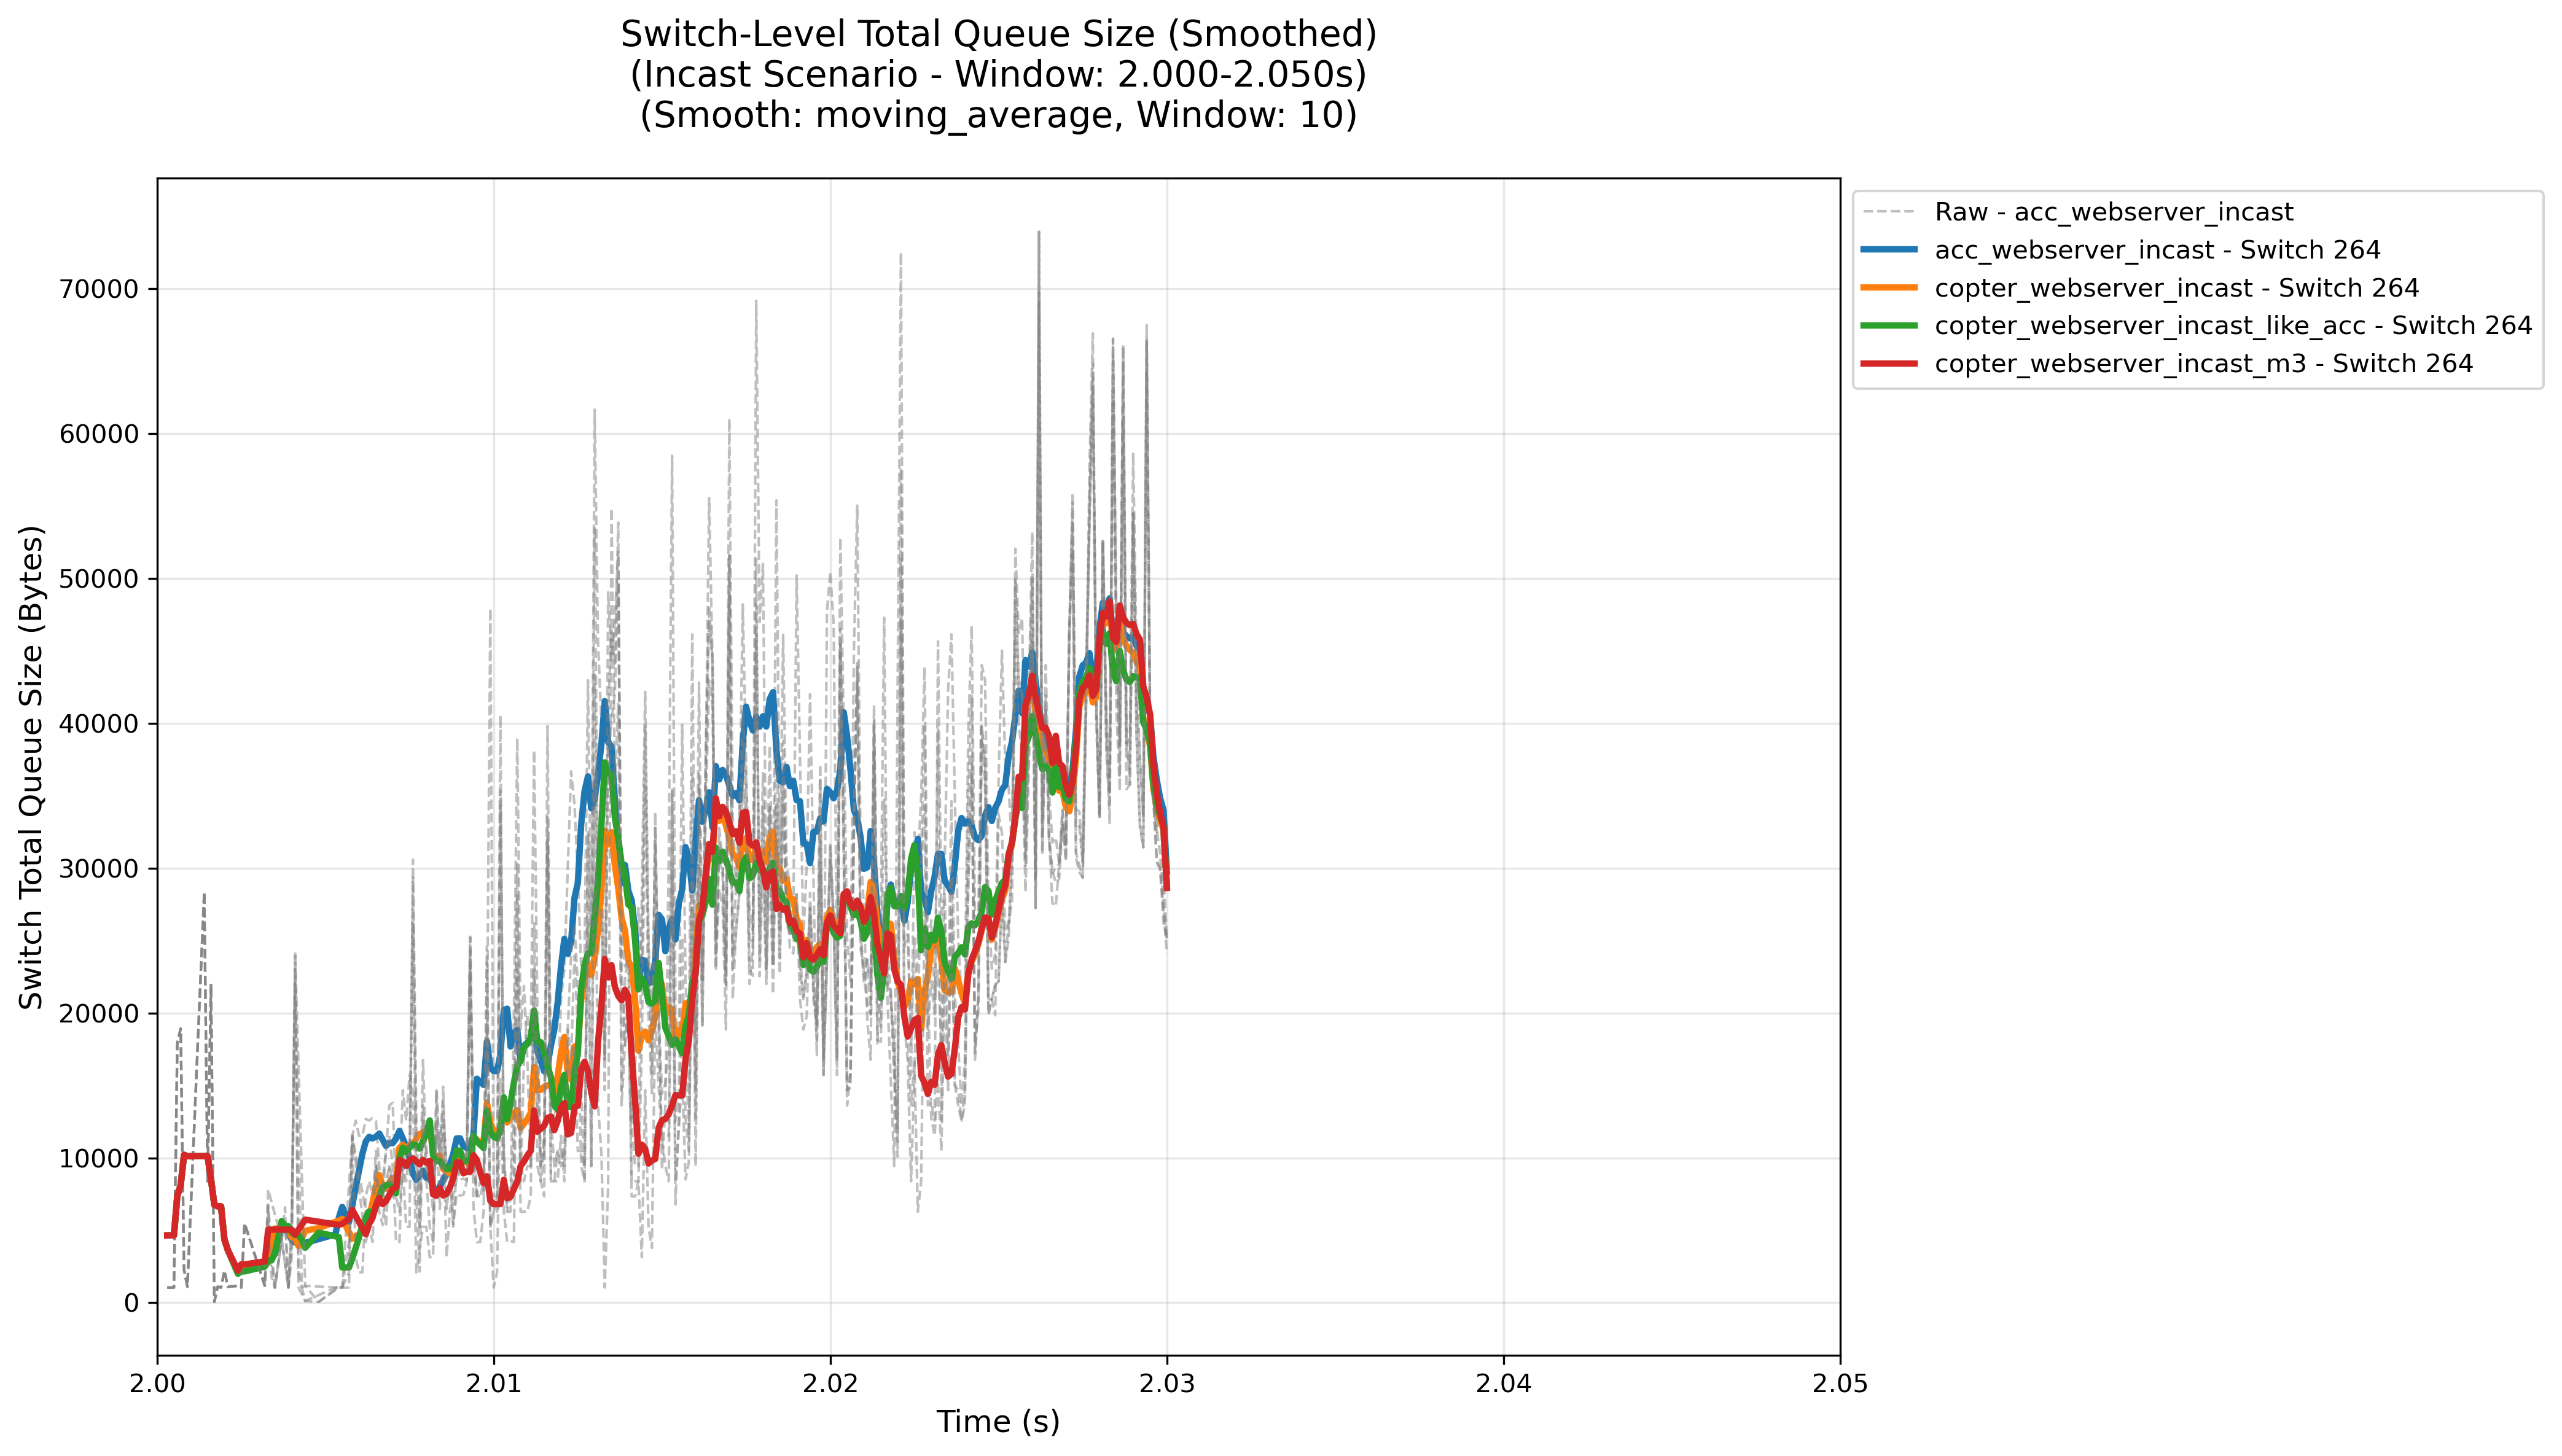 Switch-Level Total Queue Size (Smoothed)
(Incast Scenario - Window: 2.000-2.050s)
(Smooth: moving_average, Window: 10)
Switch Total Queue Size (Bytes)
70000
60000
50000
40000
30000
20000
10000
0
2.00
2.01
2.02
2.03
2.04
2.05
Time (s)
Raw - acc_webserver_incast
acc_webserver_incast - Switch 264
copter_webserver_incast - Switch 264
copter_webserver_incast_like_acc - Switch 264
copter_webserver_incast_m3 - Switch 264